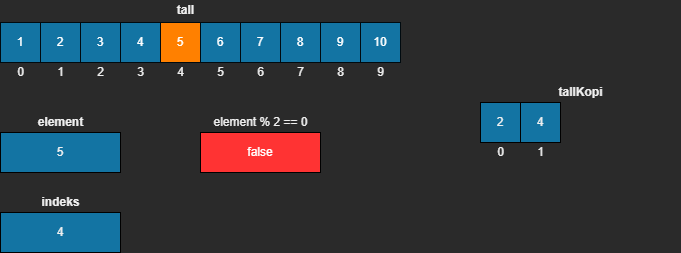 tall
1 2 3 4 5 6 7 8 9 10
0 1 2 3 4 5 6 7 8 9
tallKopi
2 4
0 1
element
5
element % 2 == 0
false
indeks
4